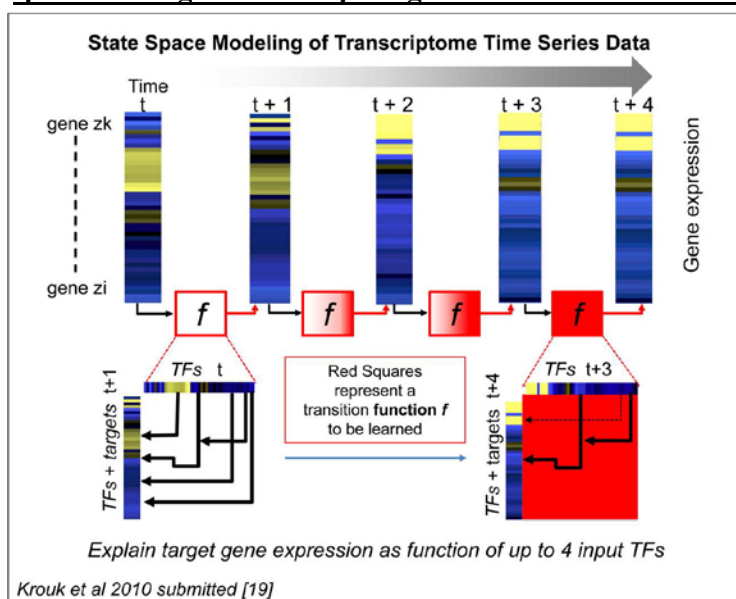 State Space Modeling of Transcriptome Time Series Data
Time
t
t + 1
t + 2
t + 3
t + 4
gene zk
gene zi
Gene expression
f
f
f
f
TFs t
TFs + targets t+1
Red Squares
represent a
transition function f
to be learned
TFs t+3
TFs + targets t+4
Explain target gene expression as function of up to 4 input TFs
Krouk et al 2010 submitted [19]